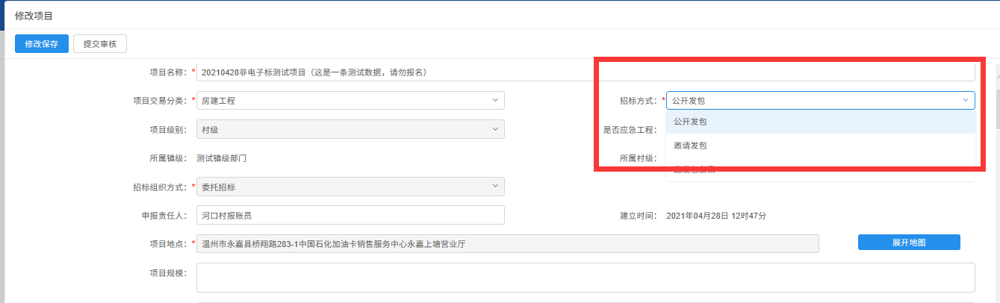 修改项目
修改保存 提交审核
项目名称：* 20210428非电子标测试项目（这是一条测试数据，请勿报名）
项目交易分类：* 房建工程 招标方式：* 公开发包
公开发包
项目级别： 村级 是否应急工程：
邀请发包
所属镇级： 测试镇级部门 所属村级：
招标组织方式：* 委托招标
申报责任人： 河口村报账员 建立时间： 2021年04月28日 12时47分
项目地点：* 温州市永嘉县桥翔路283-1中国石化加油卡销售服务中心永嘉上塘营业厅 展开地图
项目规模：